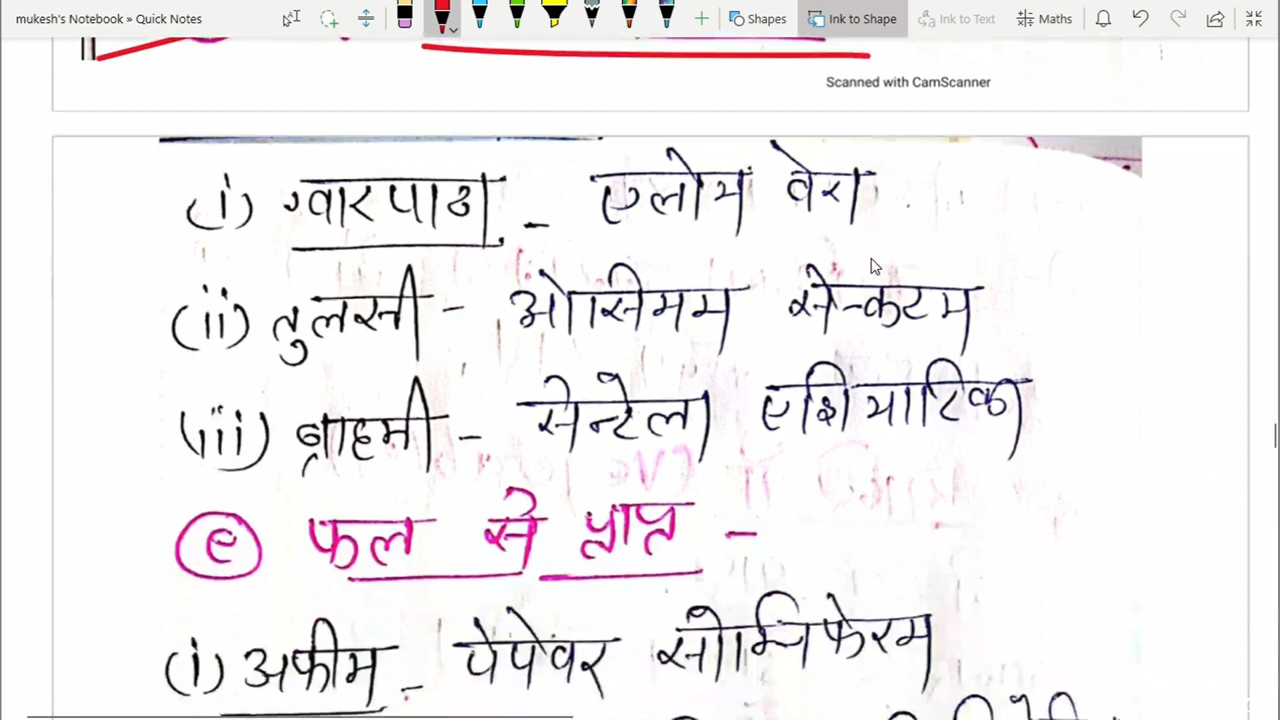 mukesh's Notebook » Quick Notes
Shapes Ink to Shape Ink to Text Maths
Scanned with CamScanner
(i) ग्वारपाठा - एलोय वेरा
(ii) तुलसी - ओसिमम सेन्कटम
(iii) ब्राहमी - सेन्टेला एशियाटिका
(e) फल से प्राप्त -
(i) अफीम - पेपेवर सोम्निफेरम